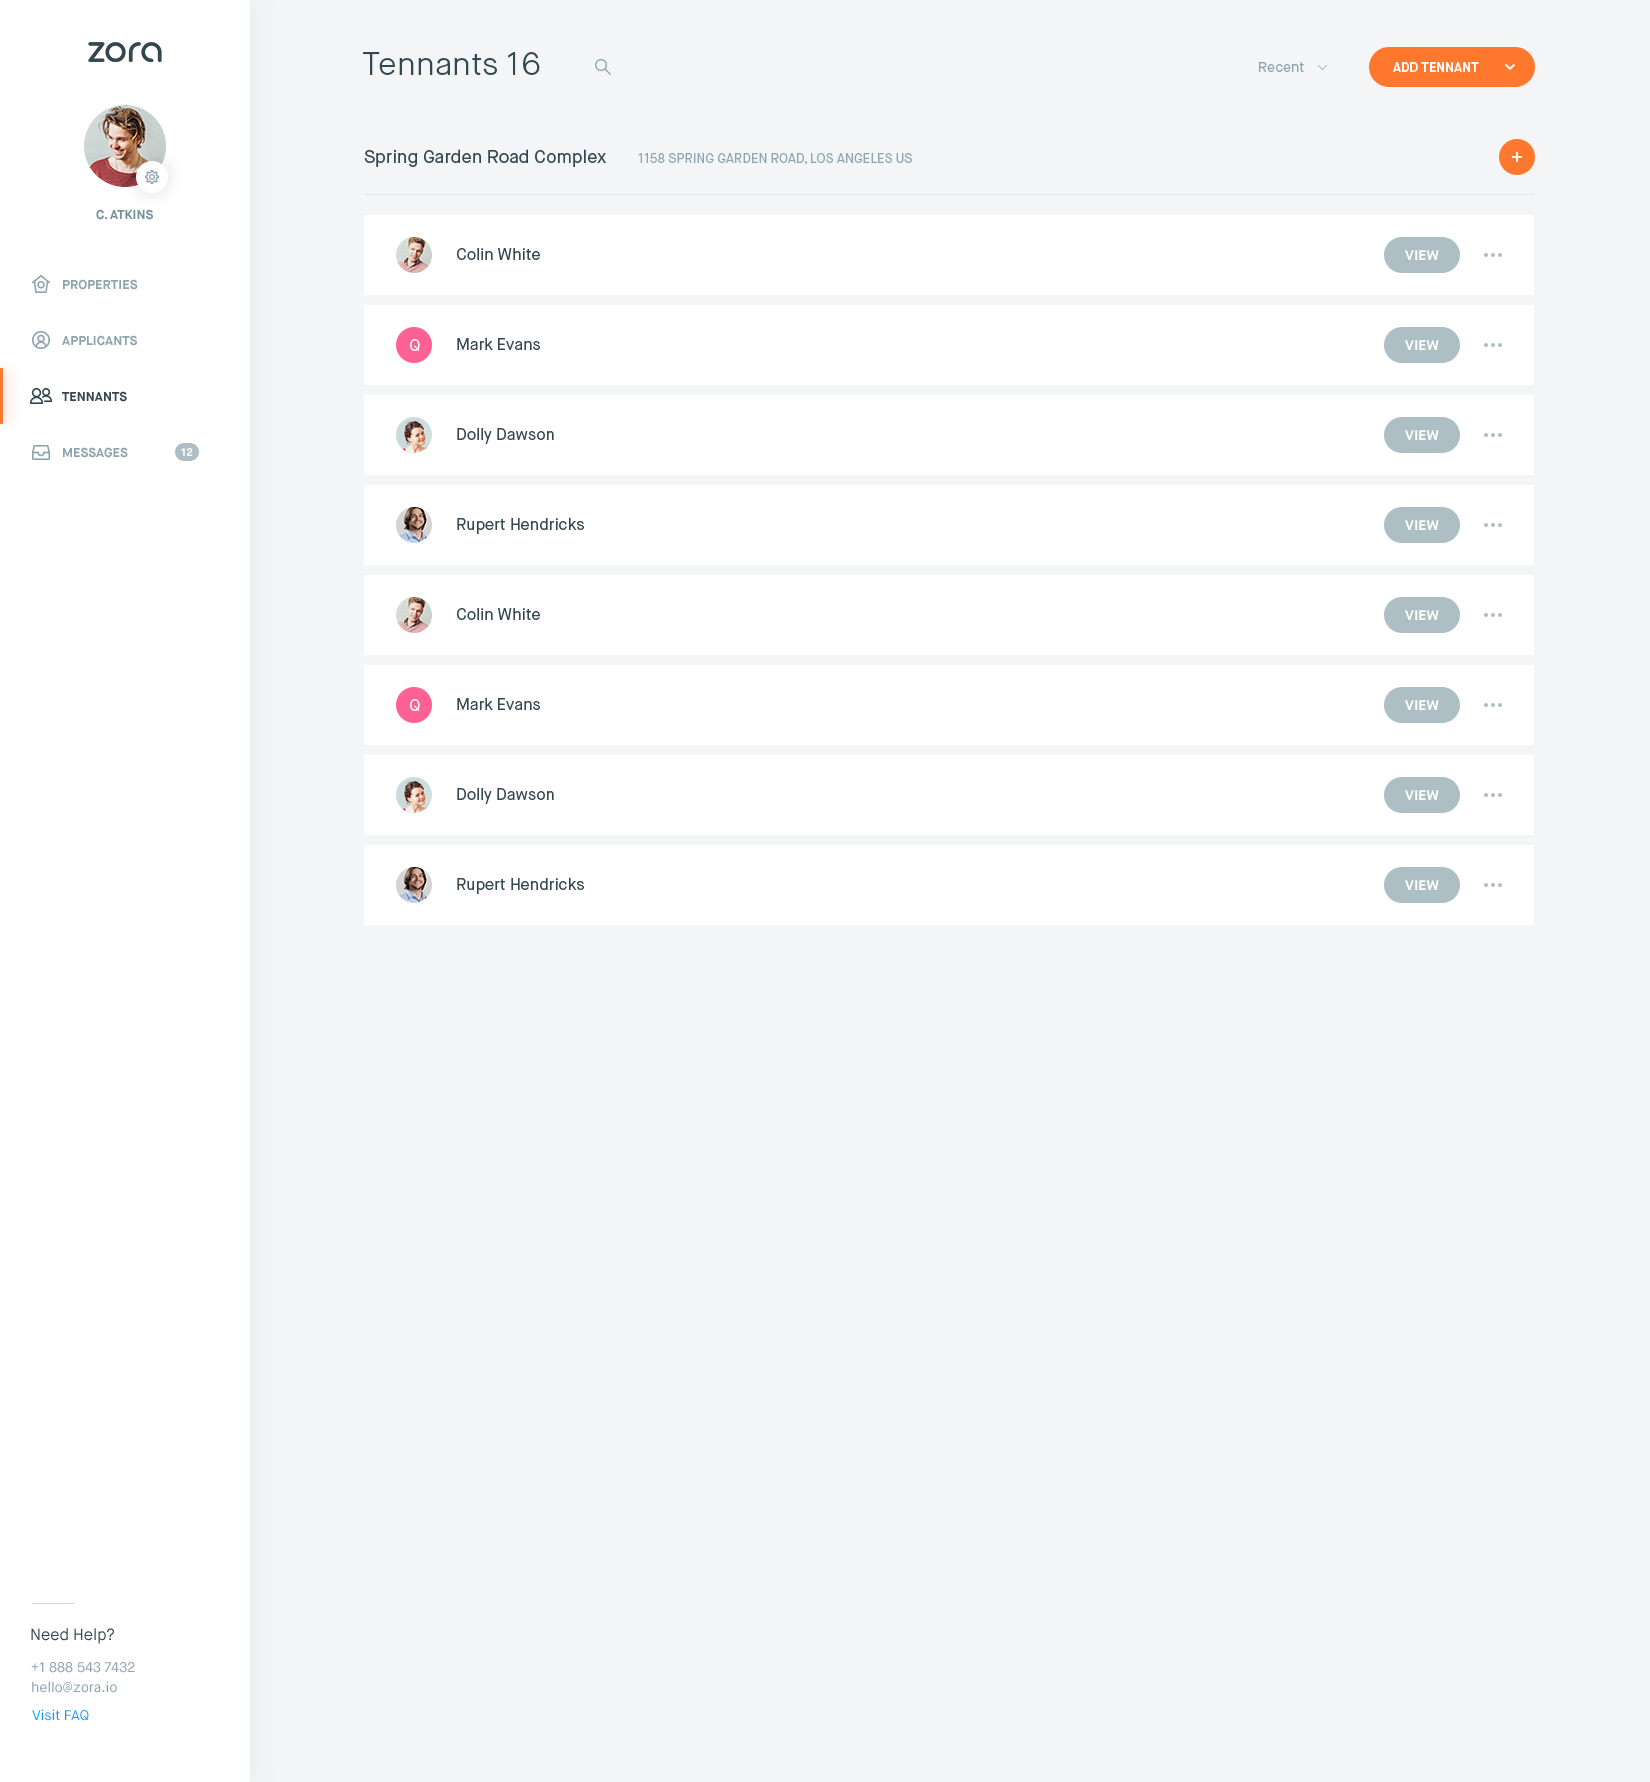 zora
C. ATKINS
PROPERTIES
APPLICANTS
TENNANTS
MESSAGES 12
Need Help?
+1 888 543 7432
hello@zora.io
Visit FAQ
Tennants 16
Recent
ADD TENNANT
Spring Garden Road Complex 1158 SPRING GARDEN ROAD, LOS ANGELES US
Colin White VIEW
Q Mark Evans VIEW
Dolly Dawson VIEW
Rupert Hendricks VIEW
Colin White VIEW
Q Mark Evans VIEW
Dolly Dawson VIEW
Rupert Hendricks VIEW